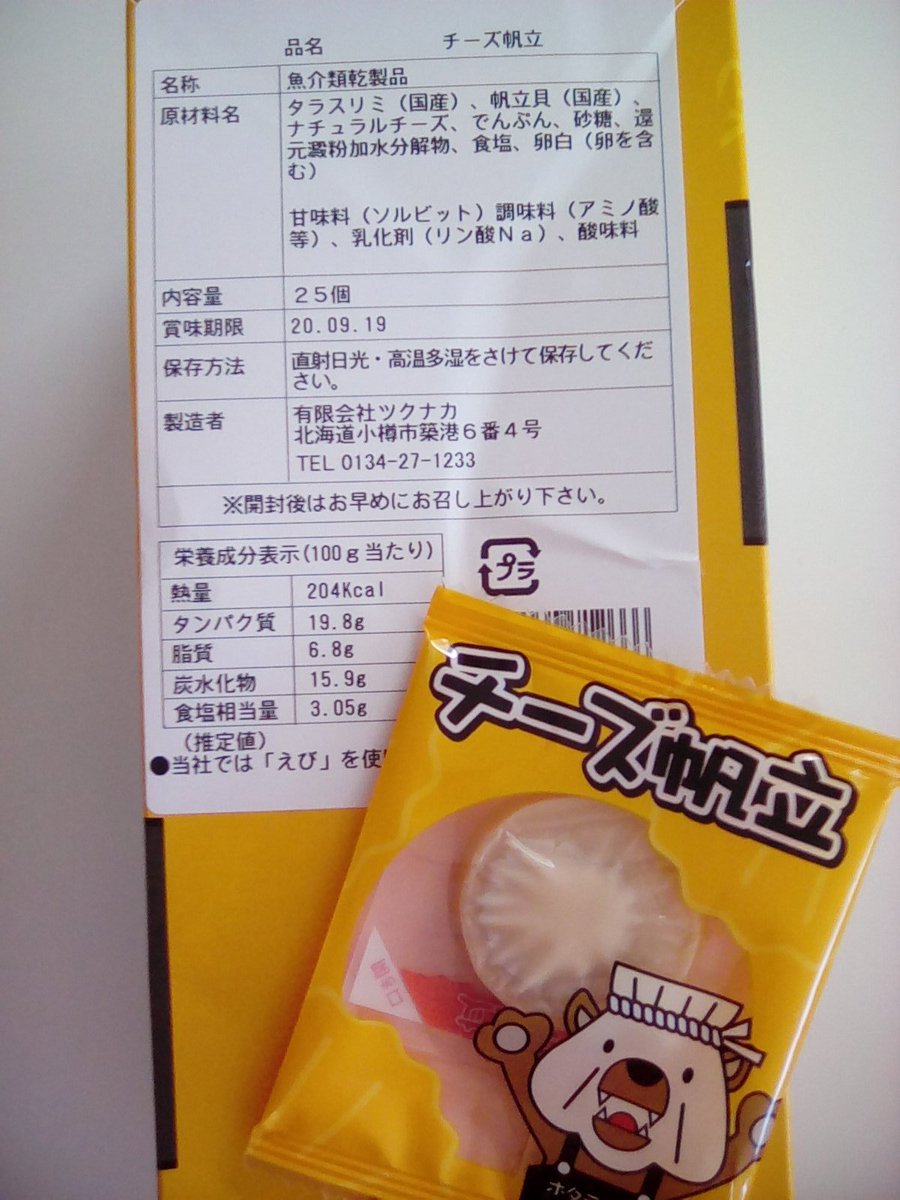 品名 チーズ帆立
名称 魚介類乾製品
原材料名 タラスリミ（国産）、帆立貝（国産）、
ナチュラルチーズ、でんぷん、砂糖、還
元澱粉加水分解物、食塩、卵白（卵を含
む）
甘味料（ソルビット）調味料（アミノ酸
等）、乳化剤（リン酸Ｎａ）、酸味料
内容量 ２５個
賞味期限 20.09.19
保存方法 直射日光・高温多湿をさけて保存してくだ
さい。
製造者 有限会社ツクナカ
北海道小樽市築港６番４号
TEL 0134-27-1233
※開封後はお早めにお召し上がり下さい。
栄養成分表示(100ｇ当たり)
熱量 204Kcal
タンパク質 19.8g
脂質 6.8g
炭水化物 15.9g
食塩相当量 3.05g
（推定値）
●当社では「えび」を使
プラ
チーズ帆立
開封口
ホタ